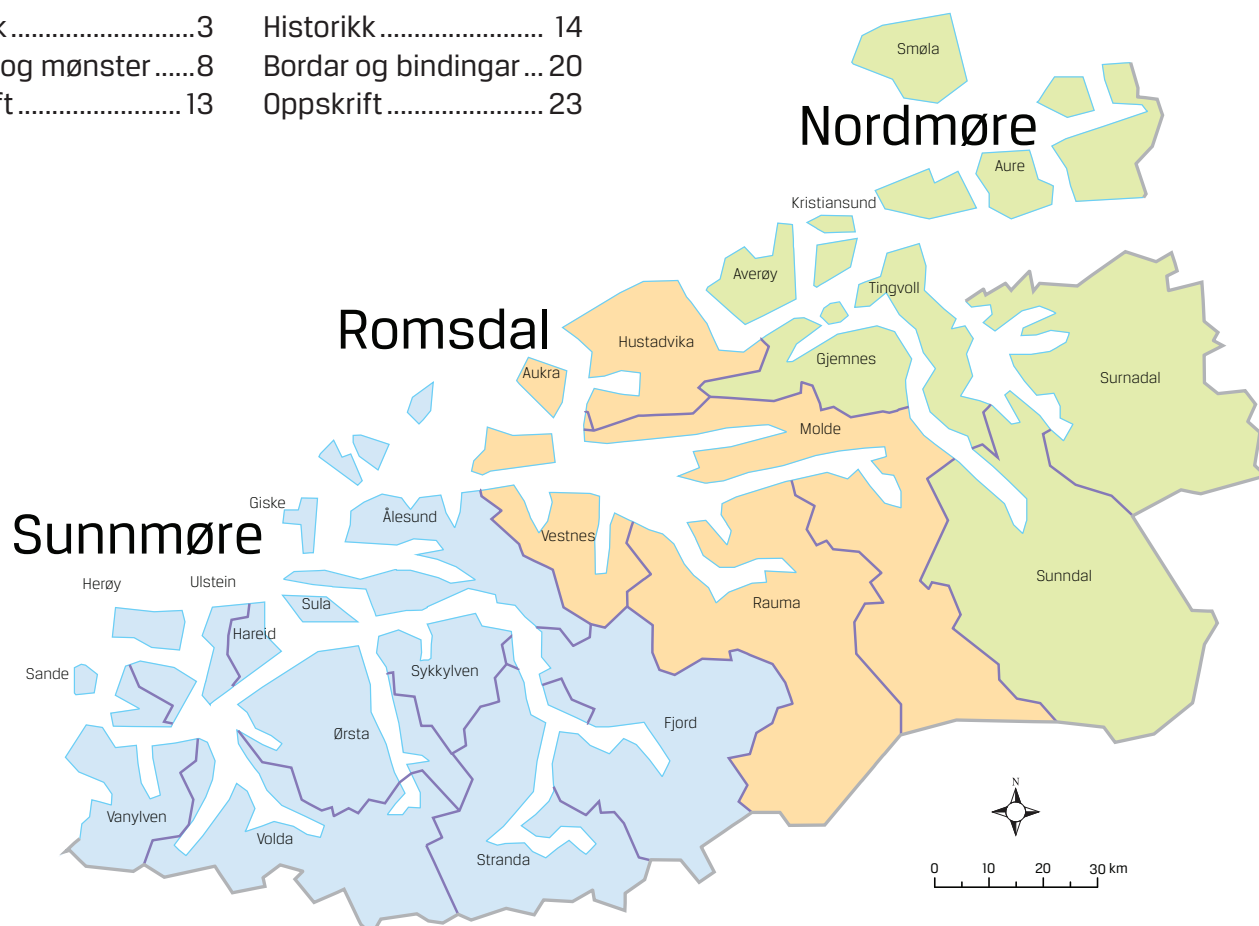 k ........................ 3
og mønster ...... 8
ft ..................... 13
Historikk ..................... 14
Bordar og bindingar ... 20
Oppskrift .................... 23
Smøla
Nordmøre
Aure
Kristiansund
Averøy
Tingvoll
Romsdal
Hustadvika
Gjemnes
Aukra
Surnadal
Molde
Giske
Ålesund
Sunnmøre
Vestnes
Herøy
Ulstein
Sunndal
Sula
Rauma
Hareid
Sande
Sykkylven
Fjord
Ørsta
Vanylven
Volda
Stranda
N
0 10 20 30 km